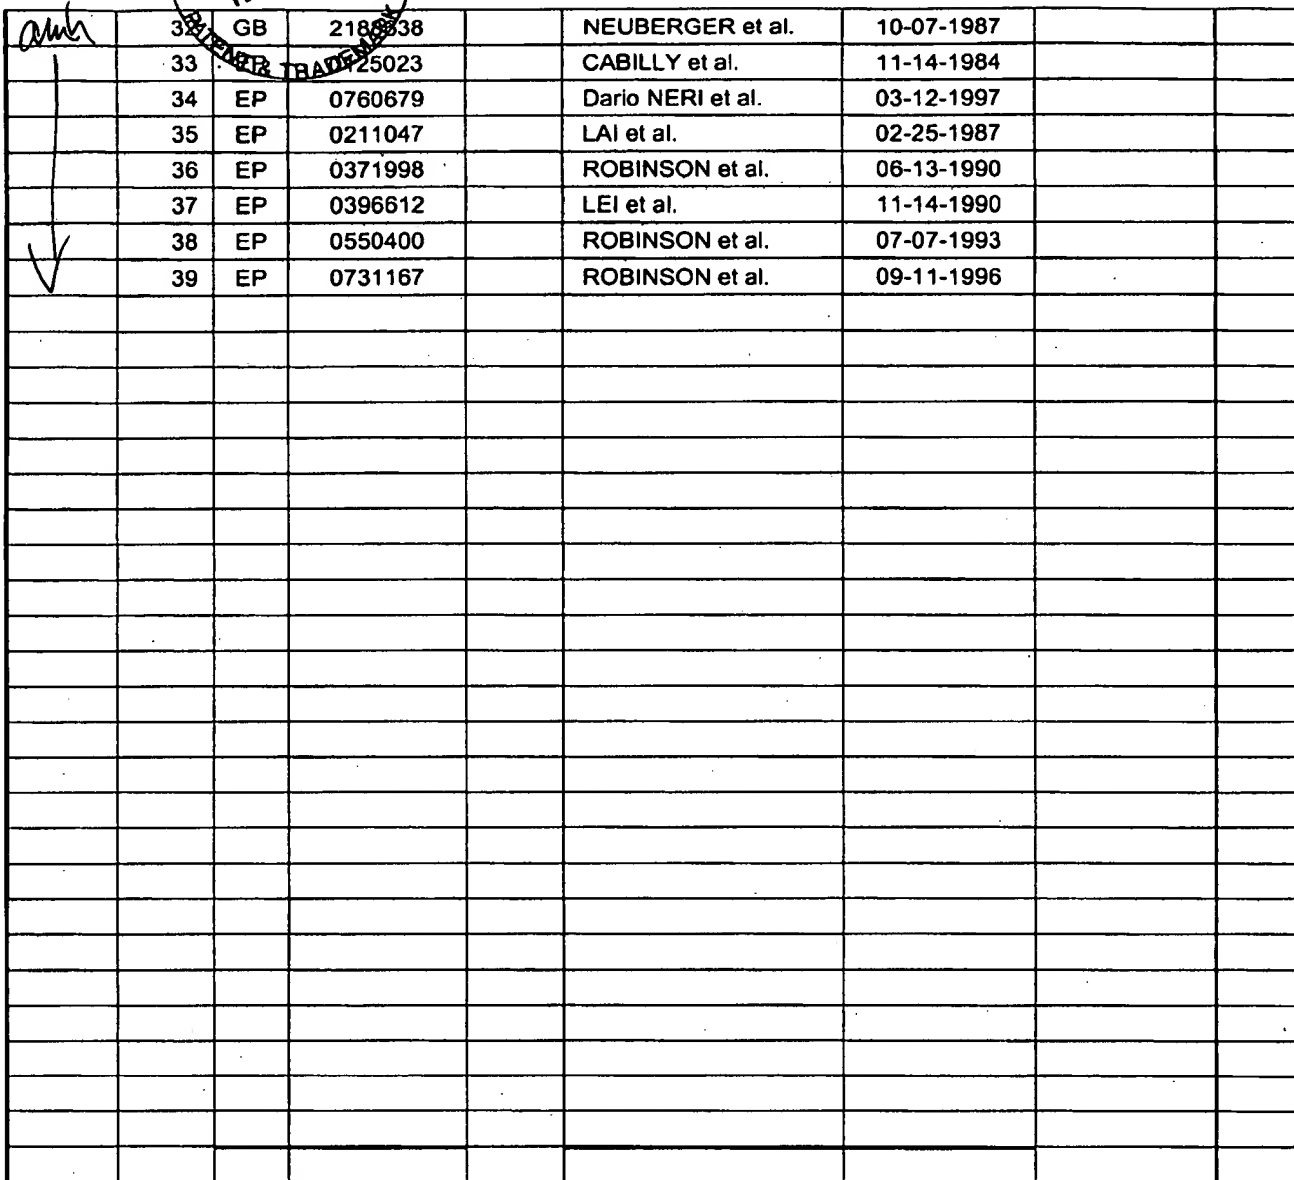 32 GB NEUBERGER et al. 10-07-1987
33 CABILLY et al. 11-14-1984
34 EP 0760679 Dario NERI et al. 03-12-1997
35 EP 0211047 LAI et al. 02-25-1987
36 EP 0371998 ROBINSON et al. 06-13-1990
37 EP 0396612 LEI et al. 11-14-1990
38 EP 0550400 ROBINSON et al. 07-07-1993
39 EP 0731167 ROBINSON et al. 09-11-1996
PATENT & TRADEMARK